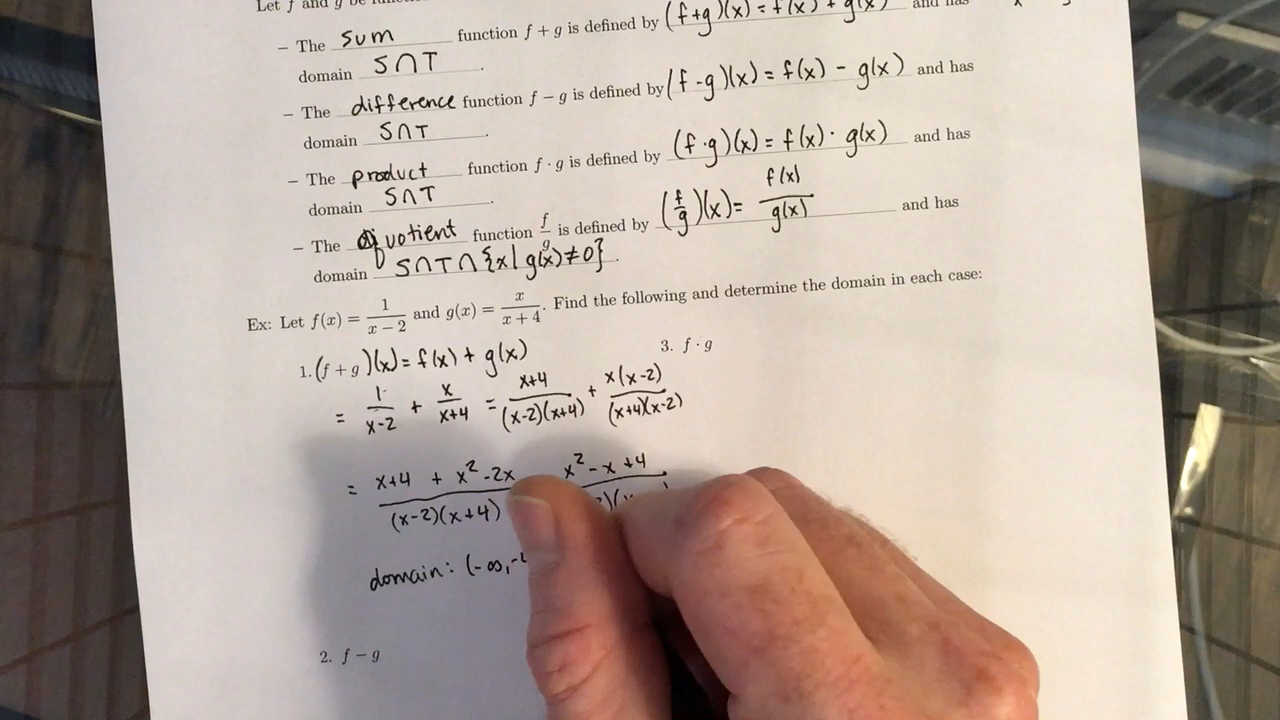 Let f and g be
– The sum function f + g is defined by (f+g)(x) = f(x) + g(x) and has
domain S∩T.
– The difference function f − g is defined by (f-g)(x) = f(x) - g(x) and has
domain S∩T.
– The product function f · g is defined by (f·g)(x) = f(x) · g(x) and has
domain S∩T.
– The quotient function f/g is defined by (f/g)(x) = f(x)/g(x) and has
domain S∩T∩{x| g(x)≠0}.
Ex: Let f(x) = 1/(x − 2) and g(x) = x/(x + 4). Find the following and determine the domain in each case:
1. (f + g)(x) = f(x) + g(x)
3. f · g
= 1/(x-2) + x/(x+4) = (x+4)/((x-2)(x+4)) + x(x-2)/((x+4)(x-2))
= (x+4 + x²-2x)/((x-2)(x+4)) x²-x+4
domain: (-∞,-
2. f − g